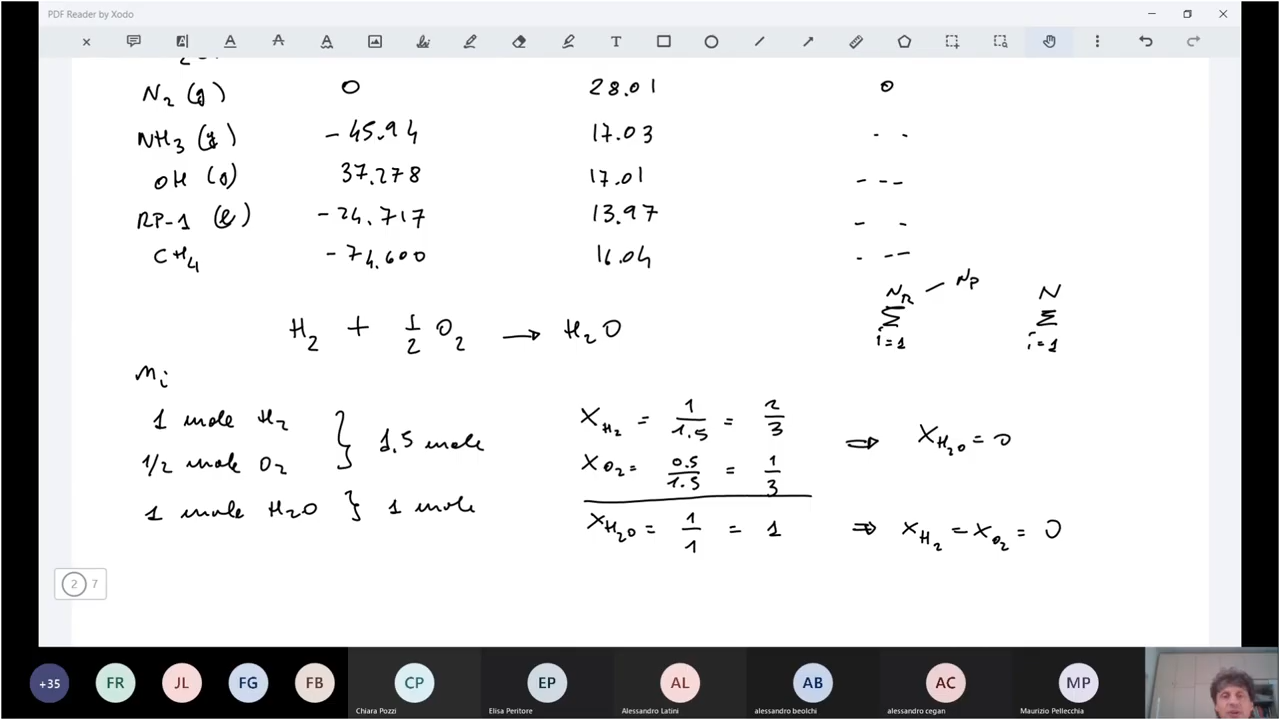 PDF Reader by Xodo
N₂ (g) 0 28.01 0
NH₃ (g) -45.94 17.03 - -
OH (g) 37.278 17.01 - - -
RP-1 (l) -24.717 13.97 - -
CH₄ -74.600 16.04 - - -
N_R — N_P N
Σ Σ
i=1 i=1
H₂ + 1/2 O₂ → H₂O
n_i
1 mole H₂ } 1.5 mole X_H₂ = 1/1.5 = 2/3 ⇒ X_H₂O = 0
1/2 mole O₂ X_O₂ = 0.5/1.5 = 1/3
1 mole H₂O } 1 mole X_H₂O = 1/1 = 1 ⇒ X_H₂ = X_O₂ = 0
2 7
+35 FR JL FG FB CP EP AL AB AC MP
Chiara Pozzi Elisa Peritore Alessandro Latini alessandro beolchi alessandro cegan Maurizio Pellecchia